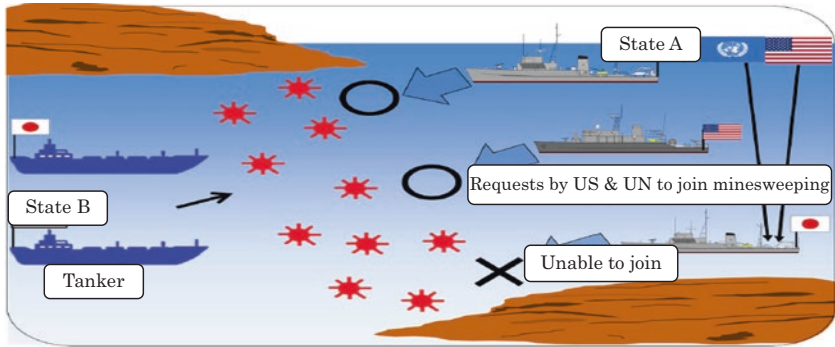 State A
Requests by US & UN to join minesweeping
State B
Unable to join
Tanker